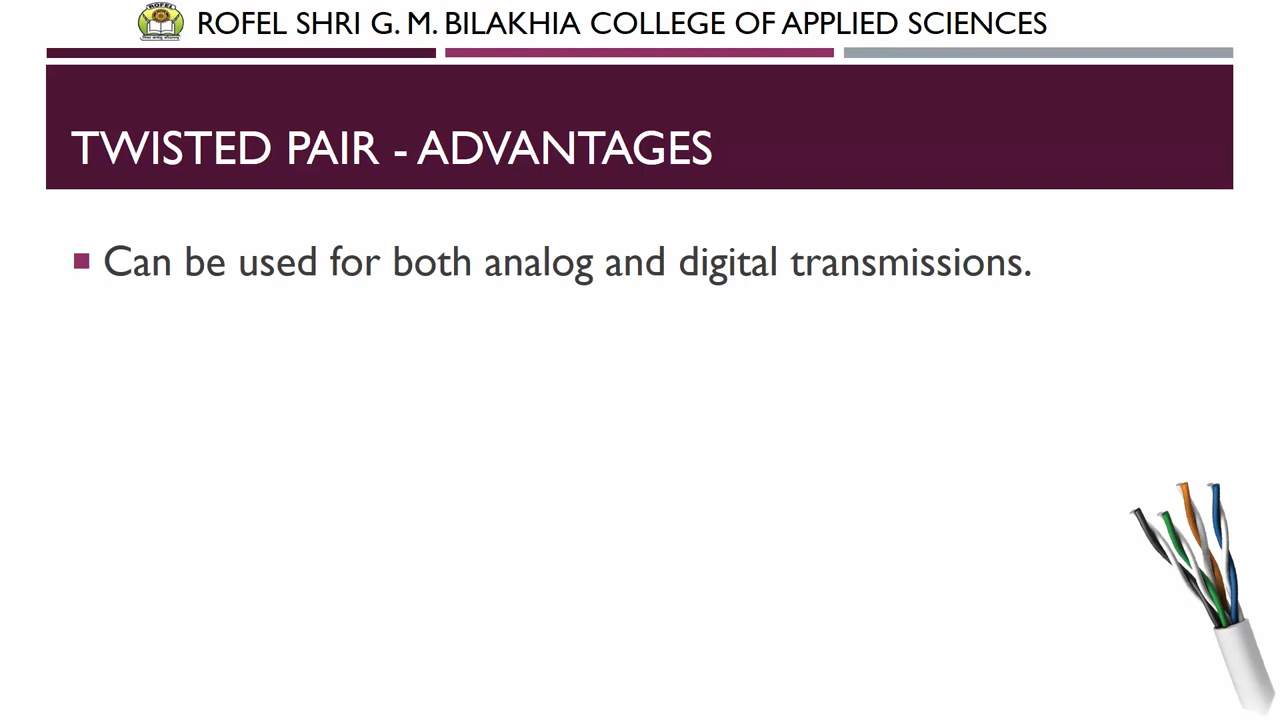 ROFEL
ROFEL SHRI G. M. BILAKHIA COLLEGE OF APPLIED SCIENCES
TWISTED PAIR - ADVANTAGES
Can be used for both analog and digital transmissions.